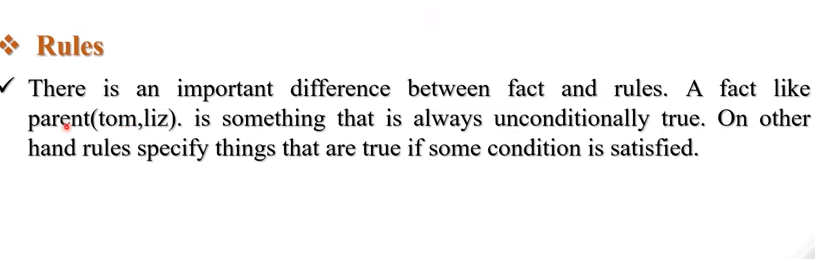 Rules
There is an important difference between fact and rules. A fact like
parent(tom,liz). is something that is always unconditionally true. On other
hand rules specify things that are true if some condition is satisfied.